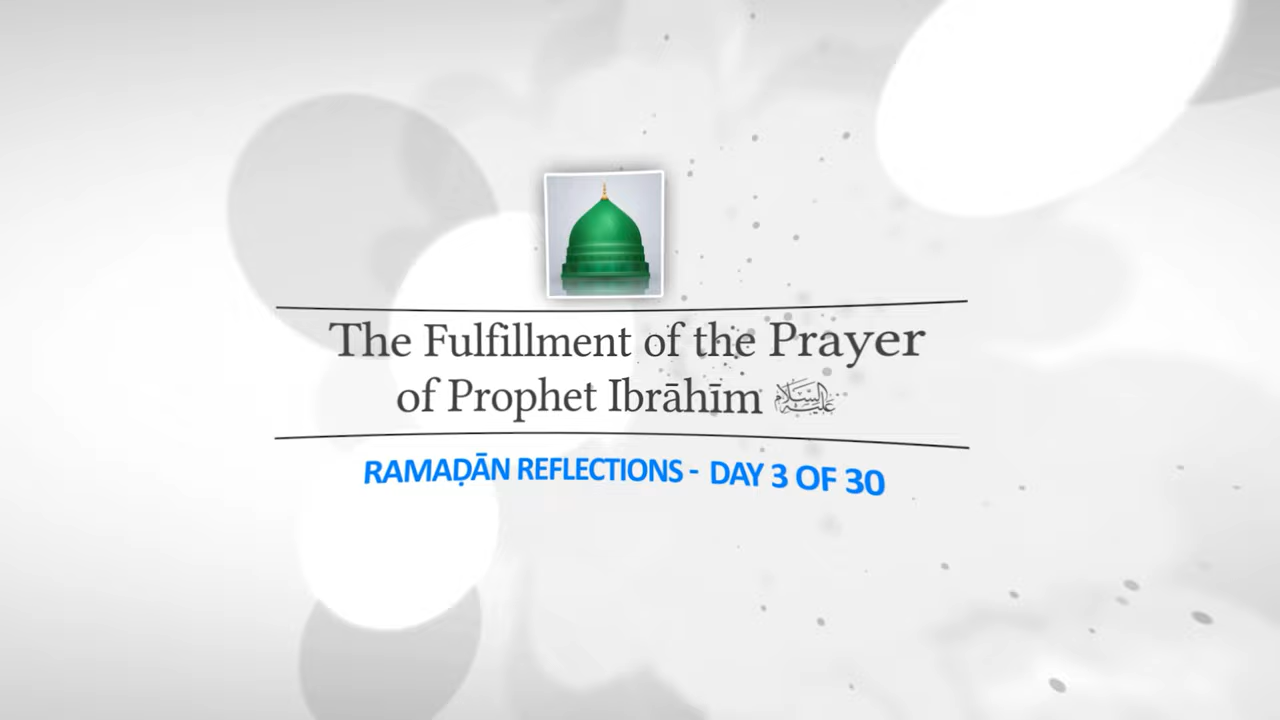 The Fulfillment of the Prayer
of Prophet Ibrāhīm عليه السلام
RAMAḌĀN REFLECTIONS - DAY 3 OF 30